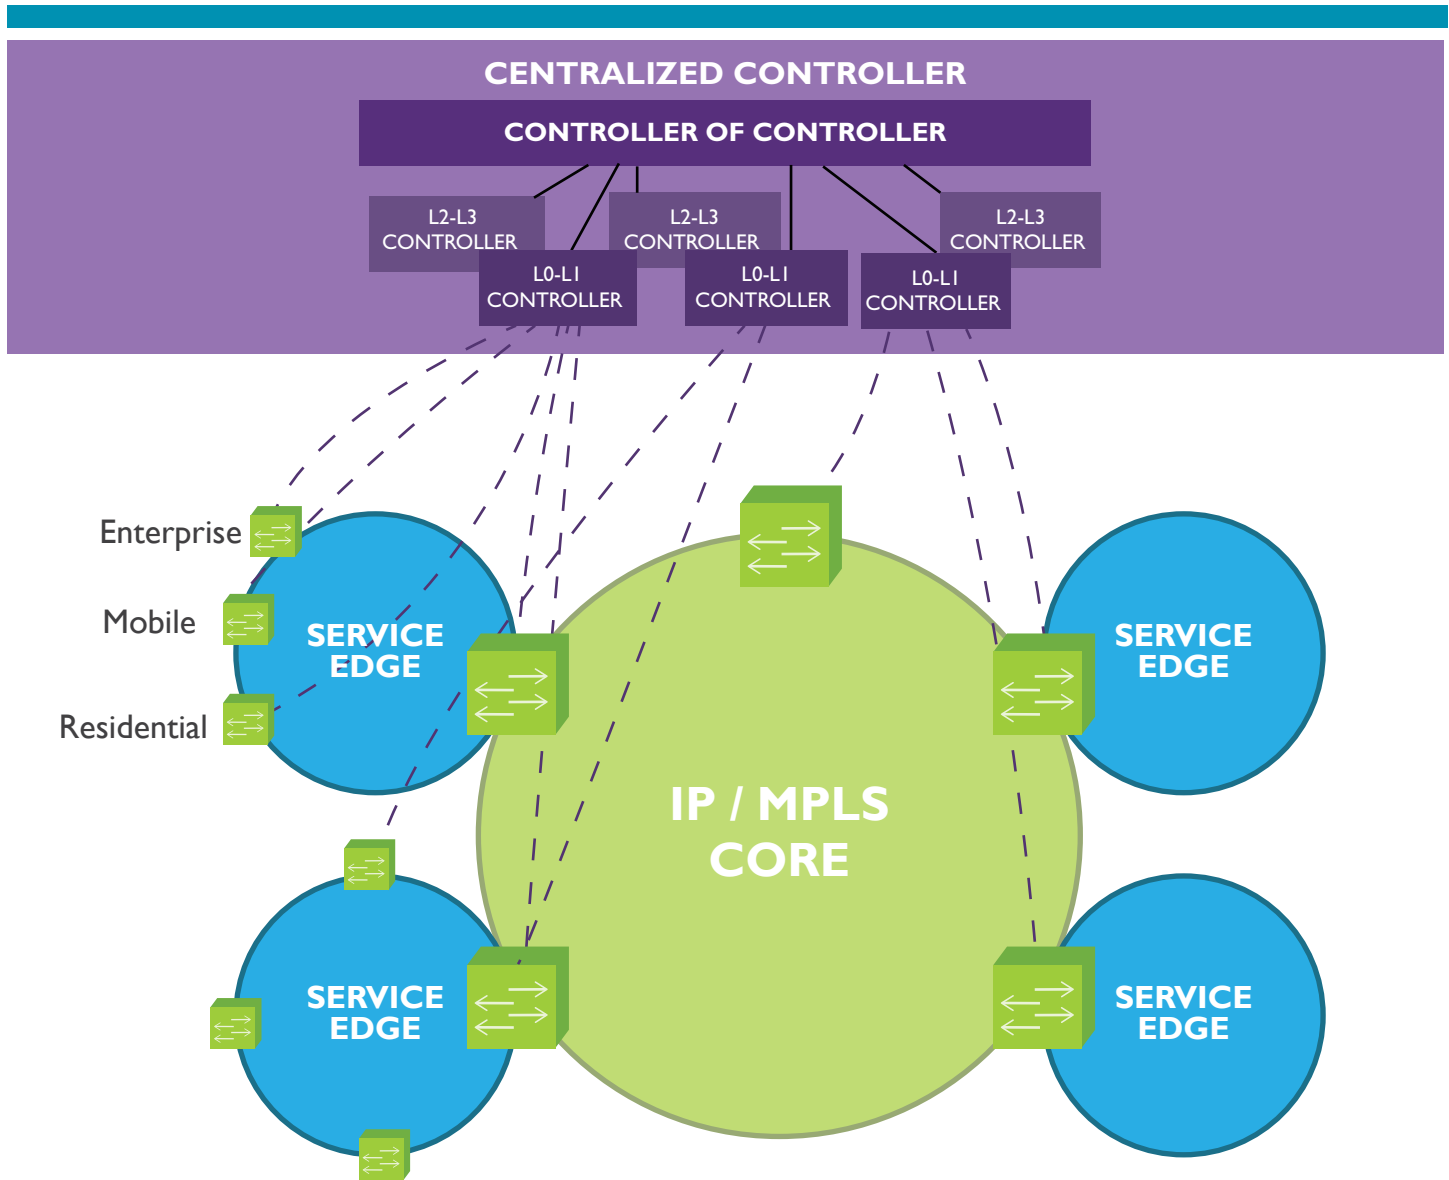 CENTRALIZED CONTROLLER
CONTROLLER OF CONTROLLER
L2-L3
CONTROLLER
L2-L3
CONTROLLER
L2-L3
CONTROLLER
L0-L1
CONTROLLER
L0-L1
CONTROLLER
L0-L1
CONTROLLER
Enterprise
Mobile
Residential
SERVICE
EDGE
SERVICE
EDGE
IP / MPLS
CORE
SERVICE
EDGE
SERVICE
EDGE